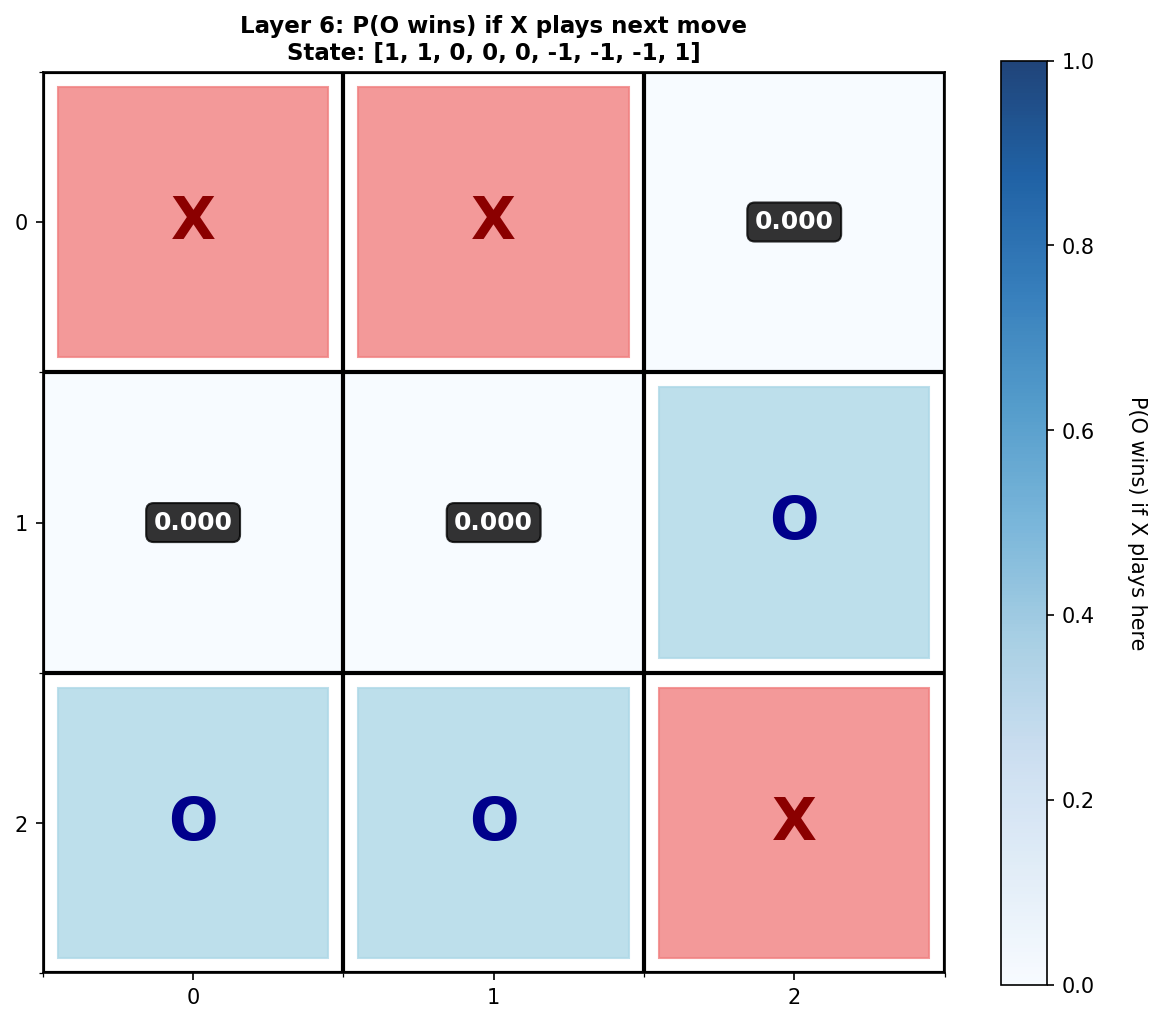 Layer 6: P(O wins) if X plays next move
State: [1, 1, 0, 0, 0, -1, -1, -1, 1]
X X 0.000
0.000 0.000 O
O O X
0
1
2
0 1 2
1.0
0.8
0.6
0.4
0.2
0.0
P(O wins) if X plays here